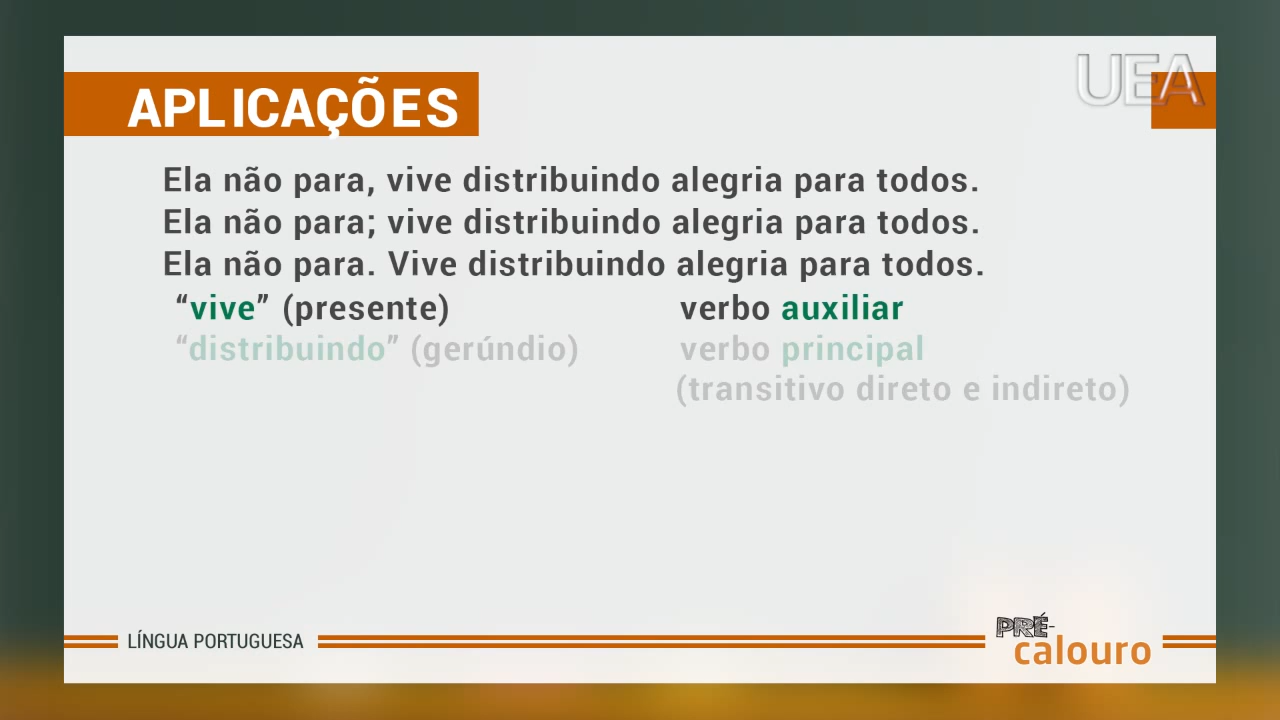 UEA
APLICAÇÕES
Ela não para, vive distribuindo alegria para todos.
Ela não para; vive distribuindo alegria para todos.
Ela não para. Vive distribuindo alegria para todos.
“vive” (presente) verbo auxiliar
“distribuindo” (gerúndio) verbo principal
(transitivo direto e indireto)
LÍNGUA PORTUGUESA
PRÉ-
calouro